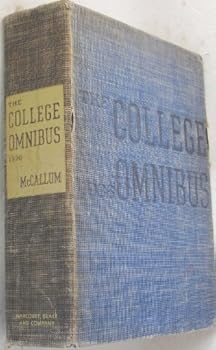 THE
COLLEGE
OMNIBUS
McCALLUM
HARCOURT, BRACE
AND COMPANY
THE
COLLEGE
OMNIBUS